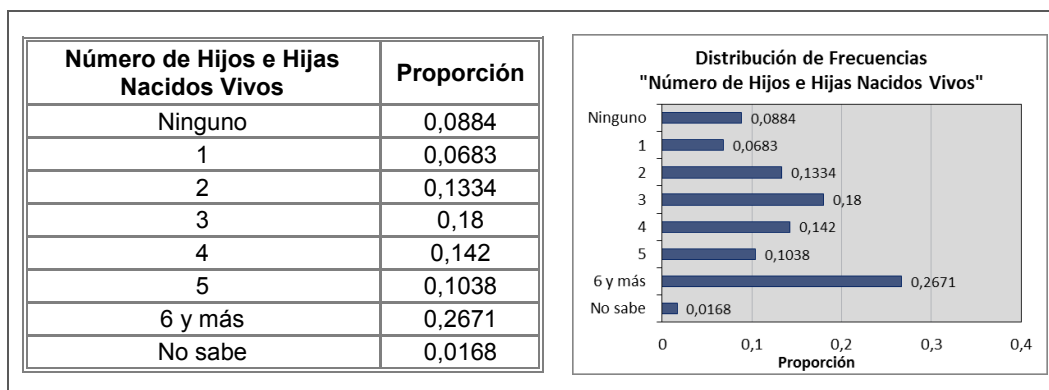 Número de Hijos e Hijas
Nacidos Vivos
Proporción
Ninguno
0,0884
1
0,0683
2
0,1334
3
0,18
4
0,142
5
0,1038
6 y más
0,2671
No sabe
0,0168
Distribución de Frecuencias
"Número de Hijos e Hijas Nacidos Vivos"
Ninguno
0,0884
1
0,0683
2
0,1334
3
0,18
4
0,142
5
0,1038
6 y más
0,2671
No sabe
0,0168
0
0,1
0,2
0,3
0,4
Proporción